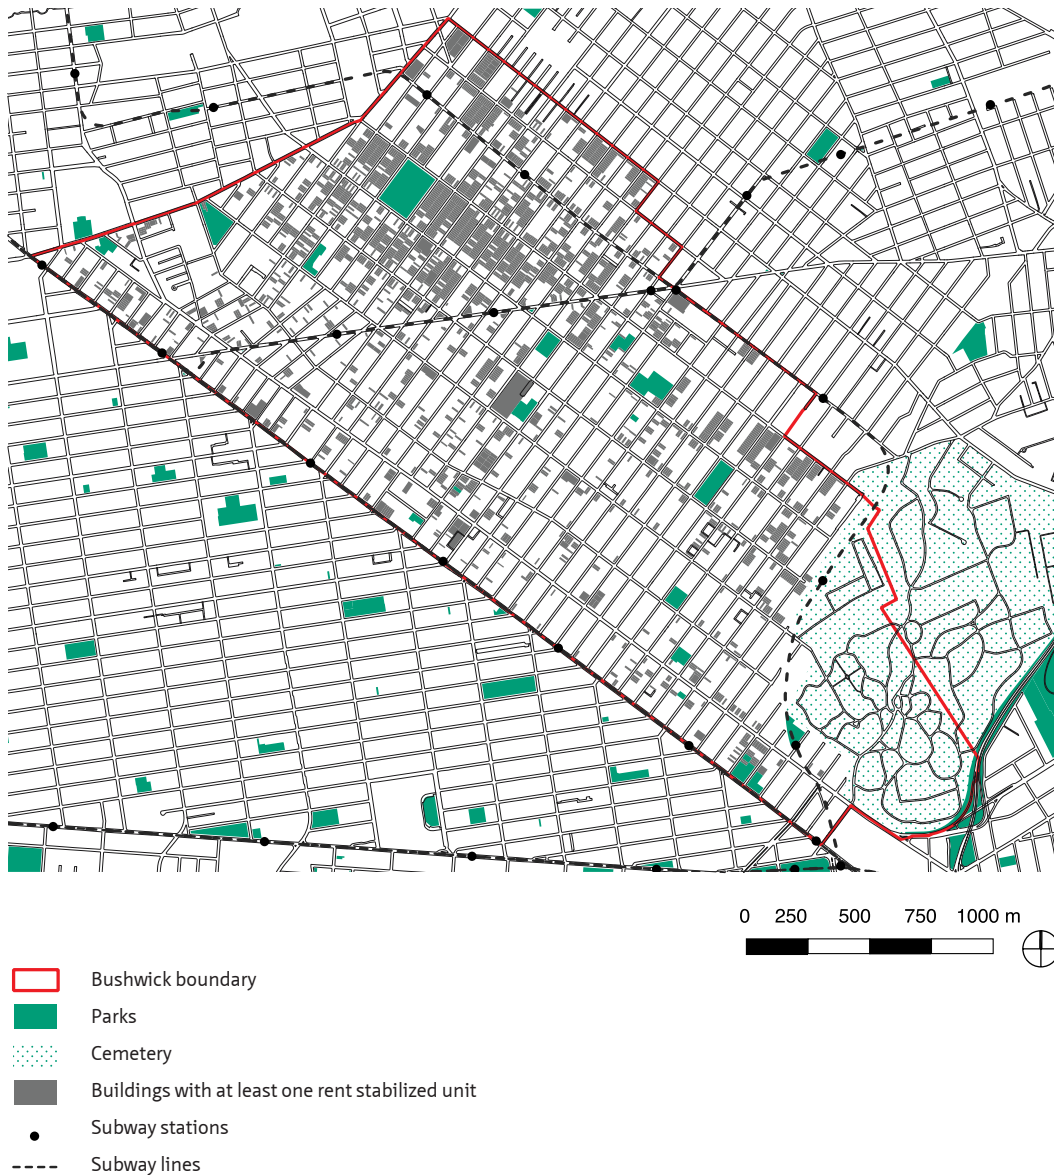 0 250 500 750 1000 m
Bushwick boundary
Parks
Cemetery
Buildings with at least one rent stabilized unit
Subway stations
Subway lines